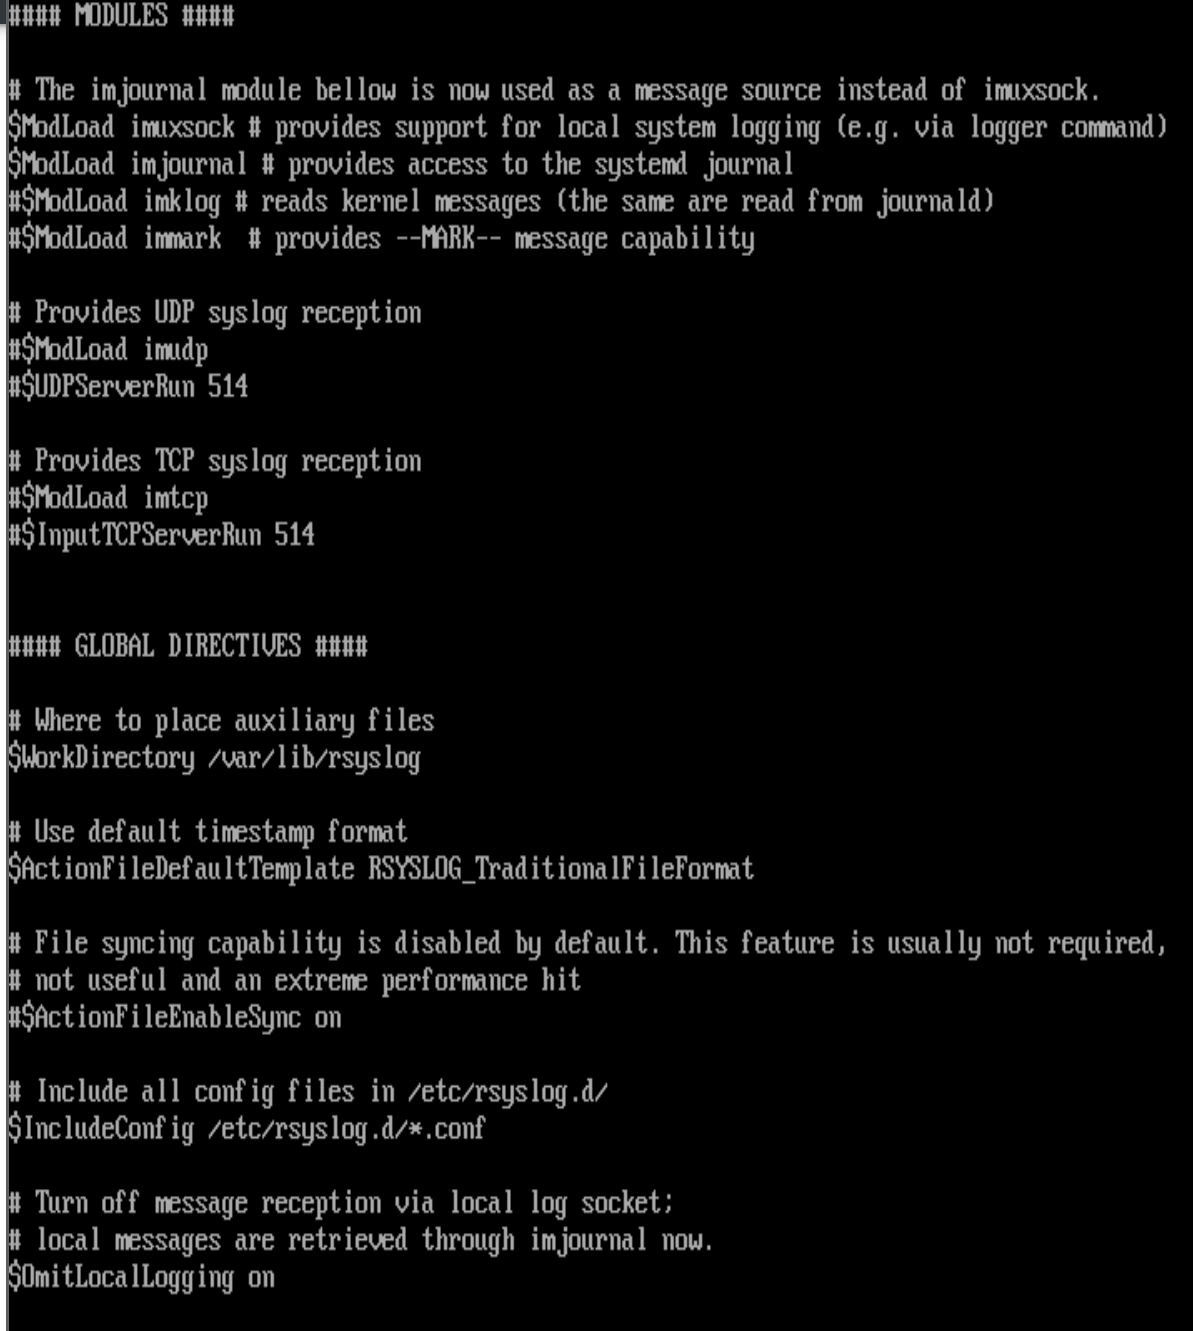 #### MODULES ####
# The imjournal module bellow is now used as a message source instead of imuxsock.
$ModLoad imuxsock # provides support for local system logging (e.g. via logger command)
$ModLoad imjournal # provides access to the systemd journal
#$ModLoad imklog # reads kernel messages (the same are read from journald)
#$ModLoad immark  # provides --MARK-- message capability
# Provides UDP syslog reception
#$ModLoad imudp
#$UDPServerRun 514
# Provides TCP syslog reception
#$ModLoad imtcp
#$InputTCPServerRun 514
#### GLOBAL DIRECTIVES ####
# Where to place auxiliary files
$WorkDirectory /var/lib/rsyslog
# Use default timestamp format
$ActionFileDefaultTemplate RSYSLOG_TraditionalFileFormat
# File syncing capability is disabled by default. This feature is usually not required,
# not useful and an extreme performance hit
#$ActionFileEnableSync on
# Include all config files in /etc/rsyslog.d/
$IncludeConfig /etc/rsyslog.d/*.conf
# Turn off message reception via local log socket;
# local messages are retrieved through imjournal now.
$OmitLocalLogging on